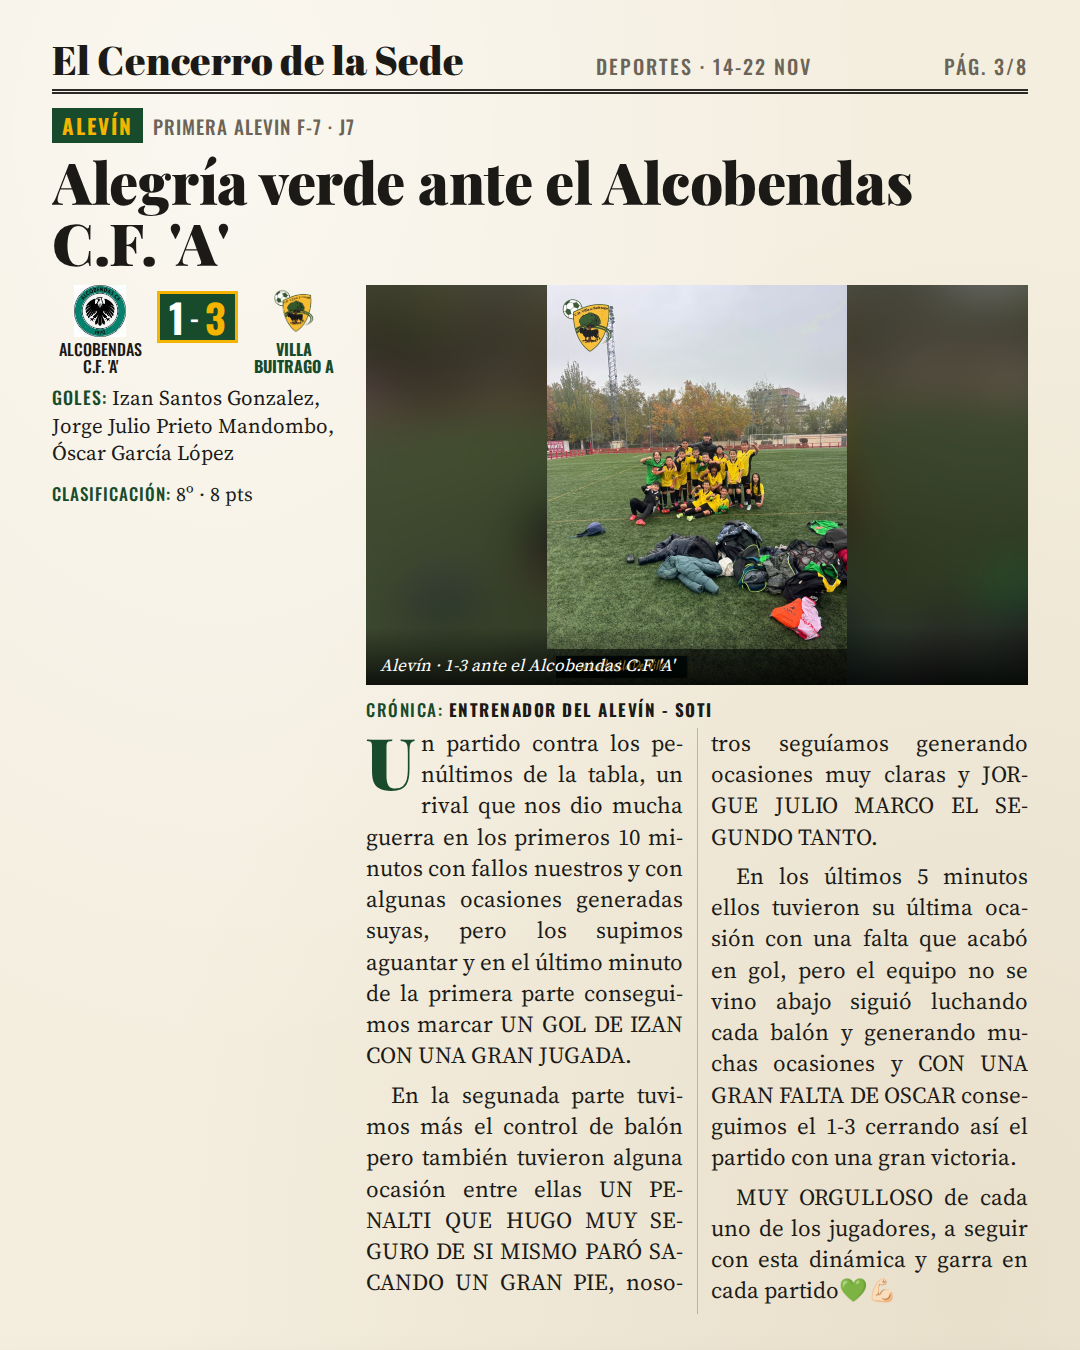 El Cencerro de la Sede
DEPORTES · 14-22 NOV
PÁG. 3/8
ALEVÍN
PRIMERA ALEVIN F-7 · J7
Alegría verde ante el Alcobendas
C.F. 'A'
1 - 3
ALCOBENDAS
C.F. 'A'
VILLA
BUITRAGO A
GOLES: Izan Santos Gonzalez,
Jorge Julio Prieto Mandombo,
Óscar García López
CLASIFICACIÓN: 8º · 8 pts
Alevín · 1-3 ante el Alcobendas C.F. 'A'
CRÓNICA: ENTRENADOR DEL ALEVÍN - SOTI
Un partido contra los pe-
núltimos de la tabla, un
rival que nos dio mucha
guerra en los primeros 10 mi-
nutos con fallos nuestros y con
algunas ocasiones generadas
suyas, pero los supimos
aguantar y en el último minuto
de la primera parte consegui-
mos marcar UN GOL DE IZAN
CON UNA GRAN JUGADA.
En la segunada parte tuvi-
mos más el control de balón
pero también tuvieron alguna
ocasión entre ellas UN PE-
NALTI QUE HUGO MUY SE-
GURO DE SI MISMO PARÓ SA-
CANDO UN GRAN PIE, noso-
tros seguíamos generando
ocasiones muy claras y JOR-
GUE JULIO MARCO EL SE-
GUNDO TANTO.
En los últimos 5 minutos
ellos tuvieron su última oca-
sión con una falta que acabó
en gol, pero el equipo no se
vino abajo siguió luchando
cada balón y generando mu-
chas ocasiones y CON UNA
GRAN FALTA DE OSCAR conse-
guimos el 1-3 cerrando así el
partido con una gran victoria.
MUY ORGULLOSO de cada
uno de los jugadores, a seguir
con esta dinámica y garra en
cada partido💚💪🏻